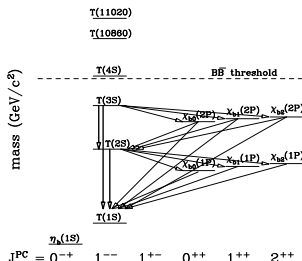 T(11020)
T(10860)
T(4S)
BB̄ threshold
T(3S)
χb0(2P) χb1(2P) χb2(2P)
mass (GeV/c²)
T(2S)
χb0(1P) χb1(1P) χb2(1P)
T(1S)
ηb(1S)
J^PC = 0⁻⁺ 1⁻⁻ 1⁺⁻ 0⁺⁺ 1⁺⁺ 2⁺⁺